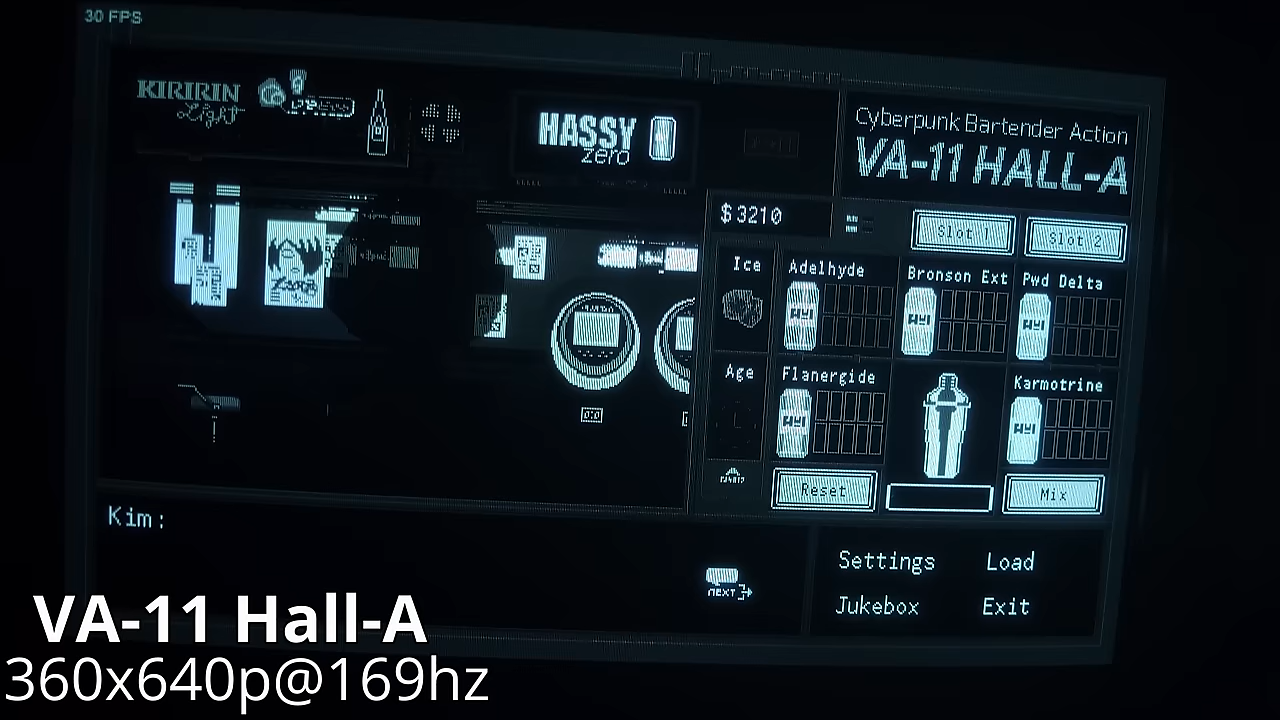 30 FPS
KIRIRIN
Light
HASSY
zero
Cyberpunk Bartender Action
VA-11 HALL-A
$3210
Slot 1
Slot 2
Ice
Adelhyde
Bronson Ext
Pwd Delta
Age
Flanergide
Karmotrine
Reset
Mix
Kim:
NEXT
Settings
Load
Jukebox
Exit
VA-11 Hall-A
360x640p@169hz